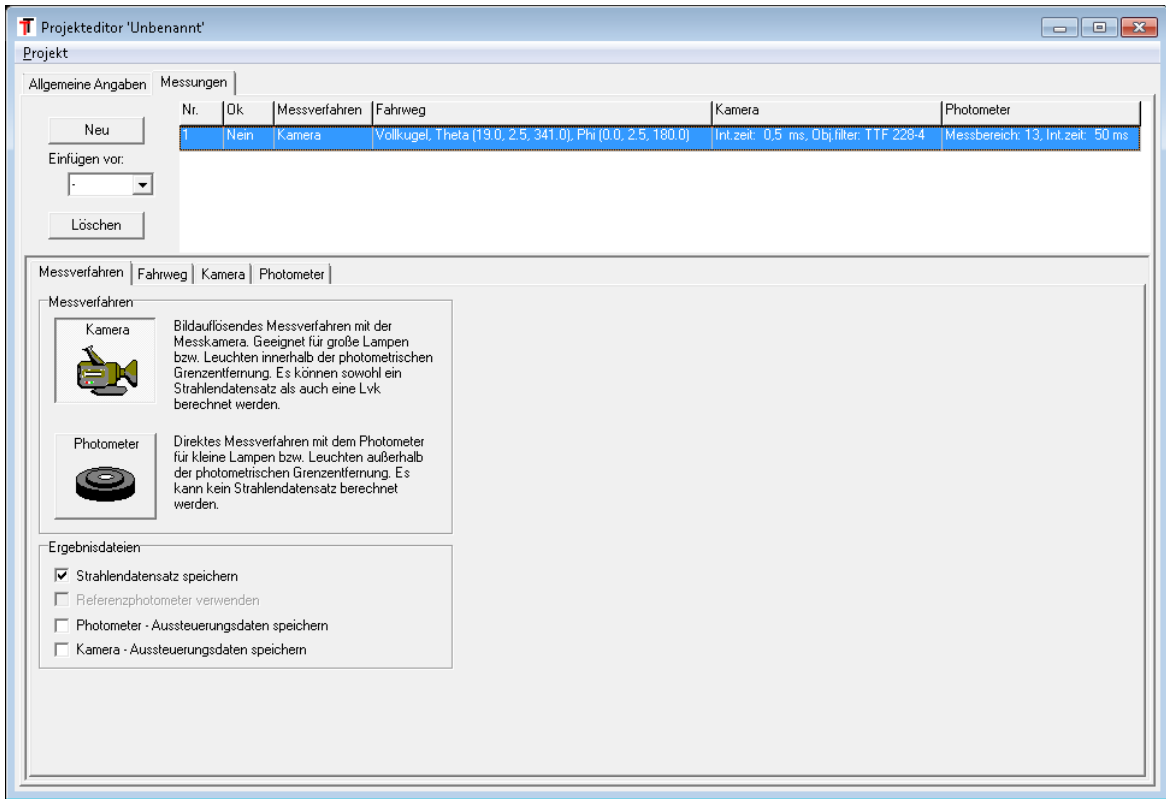 Projekteditor 'Unbenannt'
Projekt
Allgemeine Angaben Messungen
Nr. Ok Messverfahren Fahrweg Kamera Photometer
1 Nein Kamera Vollkugel, Theta (19.0, 2.5, 341.0), Phi (0.0, 2.5, 180.0) Int.zeit: 0,5 ms, Obj.filter: TTF 228-4 Messbereich: 13, Int.zeit: 50 ms
Neu
Einfügen vor:
-
Löschen
Messverfahren Fahrweg Kamera Photometer
Messverfahren
Kamera
Bildauflösendes Messverfahren mit der
Messkamera. Geeignet für große Lampen
bzw. Leuchten innerhalb der photometrischen
Grenzentfernung. Es können sowohl ein
Strahlendatensatz als auch eine Lvk
berechnet werden.
Photometer
Direktes Messverfahren mit dem Photometer
für kleine Lampen bzw. Leuchten außerhalb
der photometrischen Grenzentfernung. Es
kann kein Strahlendatensatz berechnet
werden.
Ergebnisdateien
Strahlendatensatz speichern
Referenzphotometer verwenden
Photometer - Aussteuerungsdaten speichern
Kamera - Aussteuerungsdaten speichern